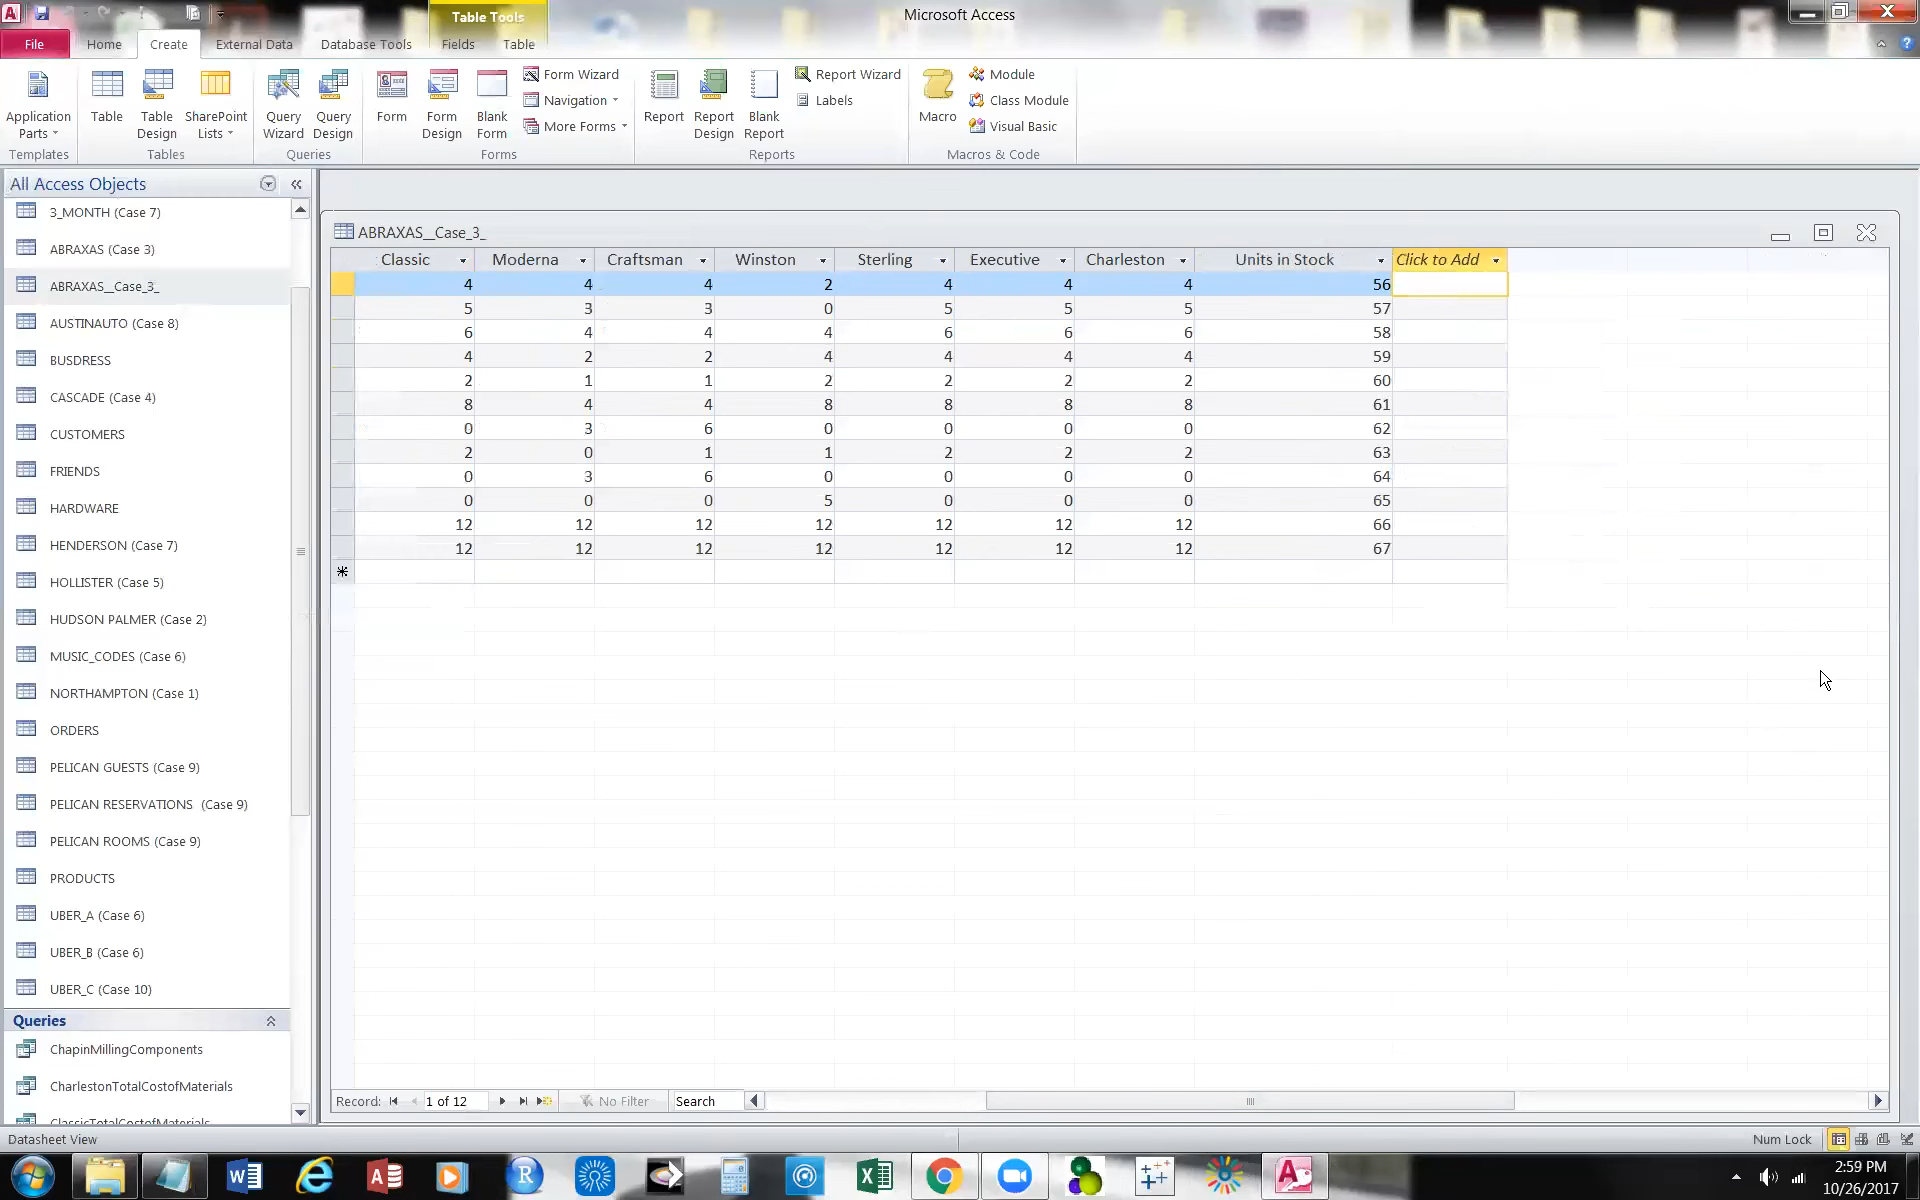 Table Tools
Microsoft Access
File
Home
Create
External Data
Database Tools
Fields
Table
Application Parts
Table
Table Design
SharePoint Lists
Query Wizard
Query Design
Form
Form Design
Blank Form
Form Wizard
Navigation
More Forms
Report
Report Design
Blank Report
Report Wizard
Labels
Macro
Module
Class Module
Visual Basic
Templates
Tables
Queries
Forms
Reports
Macros & Code
All Access Objects
3_MONTH (Case 7)
ABRAXAS (Case 3)
ABRAXAS__Case_3_
AUSTINAUTO (Case 8)
BUSDRESS
CASCADE (Case 4)
CUSTOMERS
FRIENDS
HARDWARE
HENDERSON (Case 7)
HOLLISTER (Case 5)
HUDSON PALMER (Case 2)
MUSIC_CODES (Case 6)
NORTHAMPTON (Case 1)
ORDERS
PELICAN GUESTS (Case 9)
PELICAN RESERVATIONS (Case 9)
PELICAN ROOMS (Case 9)
PRODUCTS
UBER_A (Case 6)
UBER_B (Case 6)
UBER_C (Case 10)
Queries
ChapinMillingComponents
CharlestonTotalCostofMaterials
ClassicTotalCostofMaterials
ABRAXAS__Case_3_
Classic Moderna Craftsman Winston Sterling Executive Charleston Units in Stock Click to Add
4 4 4 2 4 4 4 56
5 3 3 0 5 5 5 57
6 4 4 4 6 6 6 58
4 2 2 4 4 4 4 59
2 1 1 2 2 2 2 60
8 4 4 8 8 8 8 61
0 3 6 0 0 0 0 62
2 0 1 1 2 2 2 63
0 3 6 0 0 0 0 64
0 0 0 5 0 0 0 65
12 12 12 12 12 12 12 66
12 12 12 12 12 12 12 67
Record: 1 of 12 No Filter Search
Datasheet View
Num Lock
2:59 PM
10/26/2017